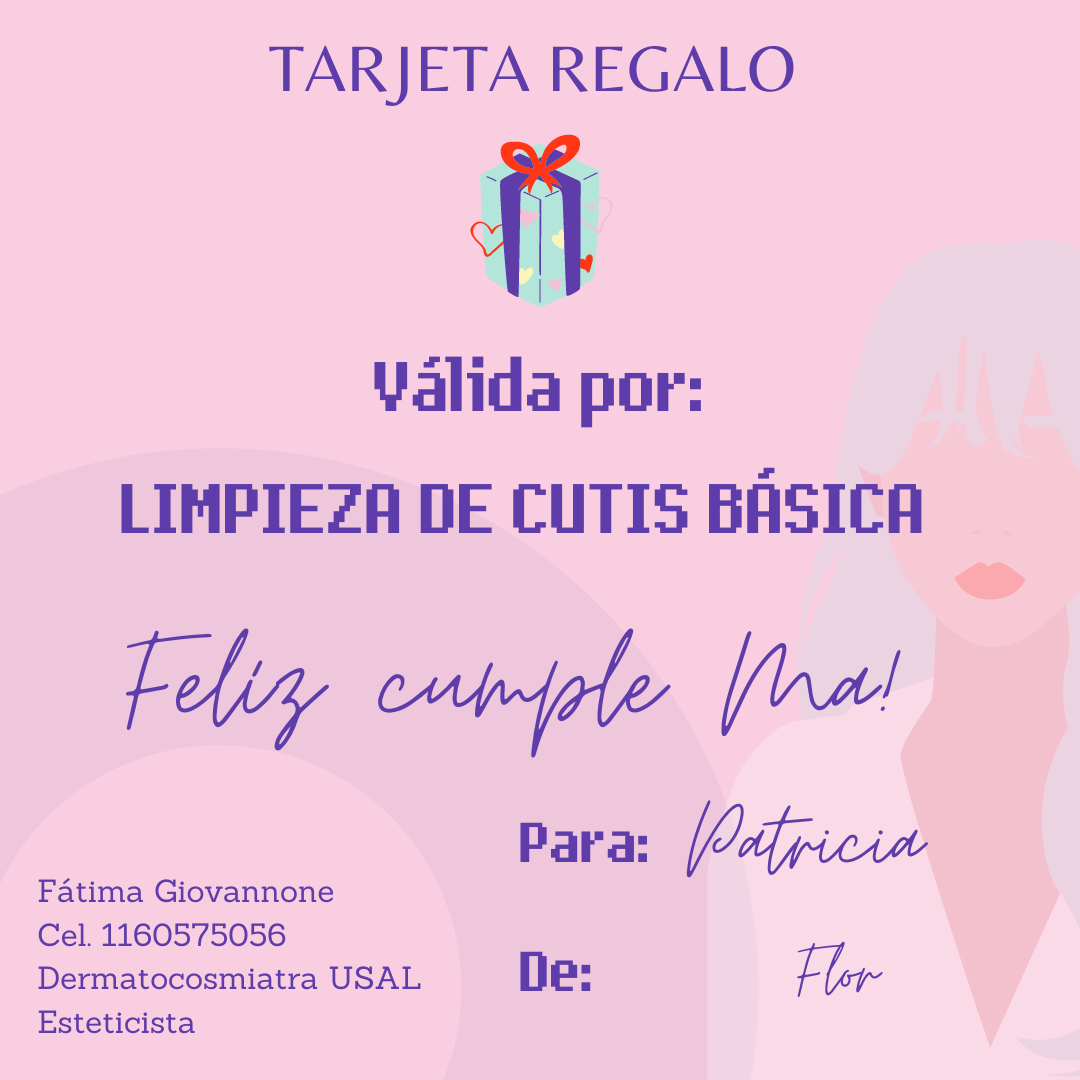 TARJETA REGALO
Válida por:
LIMPIEZA DE CUTIS BÁSICA
Feliz cumple Ma!
Para: Patricia
De: Flor
Fátima Giovannone
Cel. 1160575056
Dermatocosmiatra USAL
Esteticista